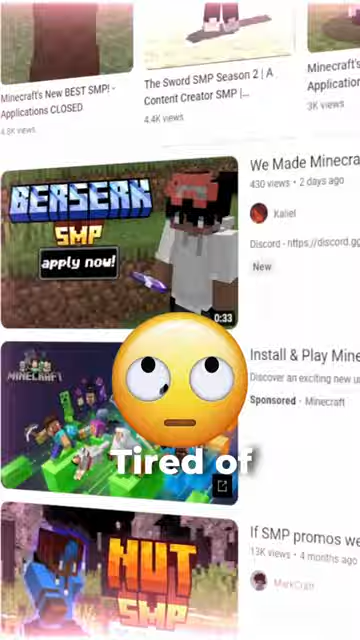 Minecraft's New BEST SMP! -
Applications CLOSED
4.8K views
The Sword SMP Season 2 | A
Content Creator SMP |...
4.4K views
Minecraft's
Applications
3K views
BERSERK
SMP
apply now!
0:33
We Made Minecra
430 views • 2 days ago
Kaliel
Discord - https://discord.gg
New
MINECRAFT
Install & Play Mine
Discover an exciting new u
Sponsored · Minecraft
Tired of
NUT
SMP
If SMP promos we
13K views • 4 months ago
MarkCraft